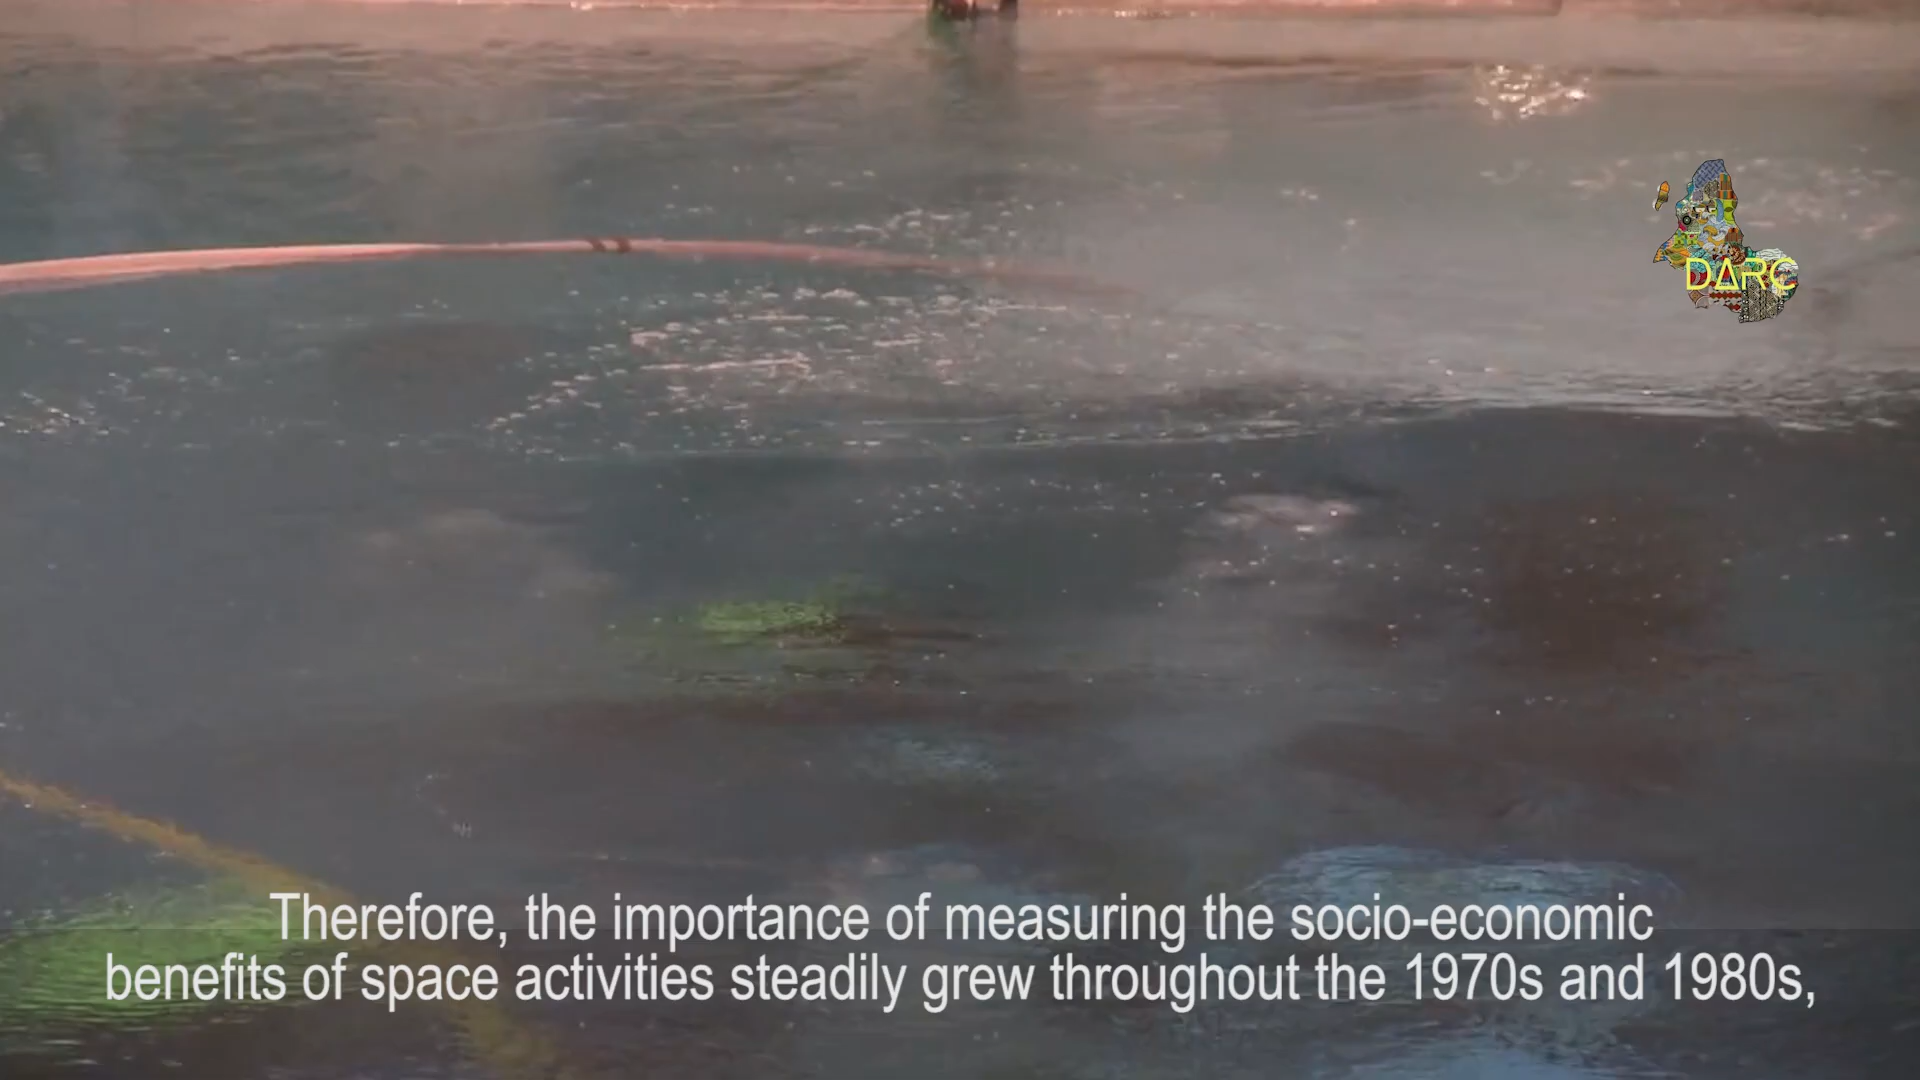 DARC
Therefore, the importance of measuring the socio-economic
benefits of space activities steadily grew throughout the 1970s and 1980s,